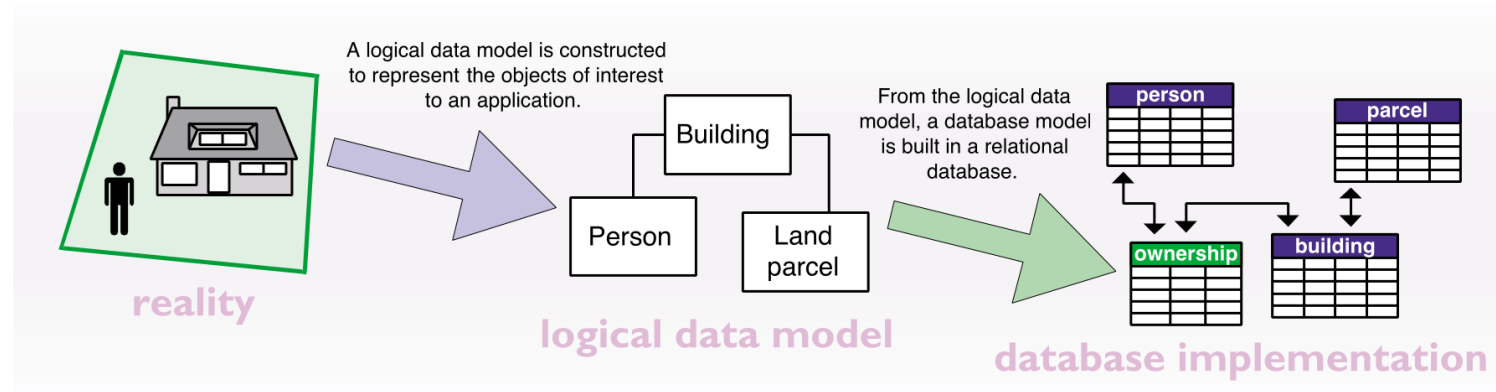 A logical data model is constructed
to represent the objects of interest
to an application.
reality
Building
Person
Land
parcel
logical data model
From the logical data
model, a database model
is built in a relational
database.
person
parcel
ownership
building
database implementation